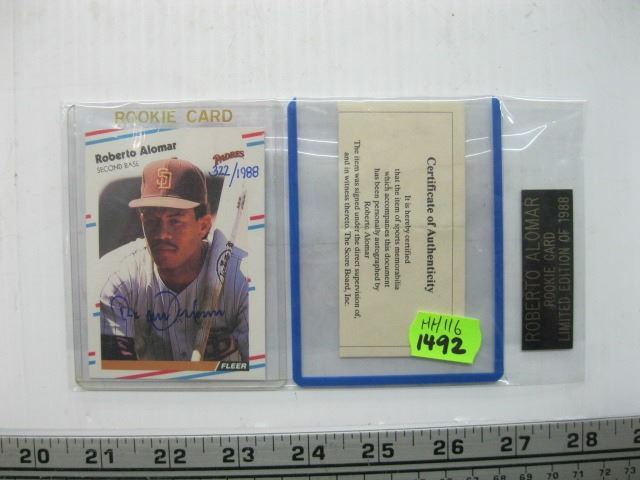 ROOKIE CARD
Roberto Alomar
SECOND BASE
PADRES
322/1988
SD
FLEER
Certificate of Authenticity
It is hereby certified
that the item of sports memorabilia
which accompanies this document
has been personally autographed by
Roberto Alomar
The item was signed under the direct supervision of,
and in witness thereto. The Score Board, Inc.
HH116
1492
ROBERTO ALOMAR
ROOKIE CARD
LIMITED EDITION OF 1988
20 21 22 23 24 25 26 27 28